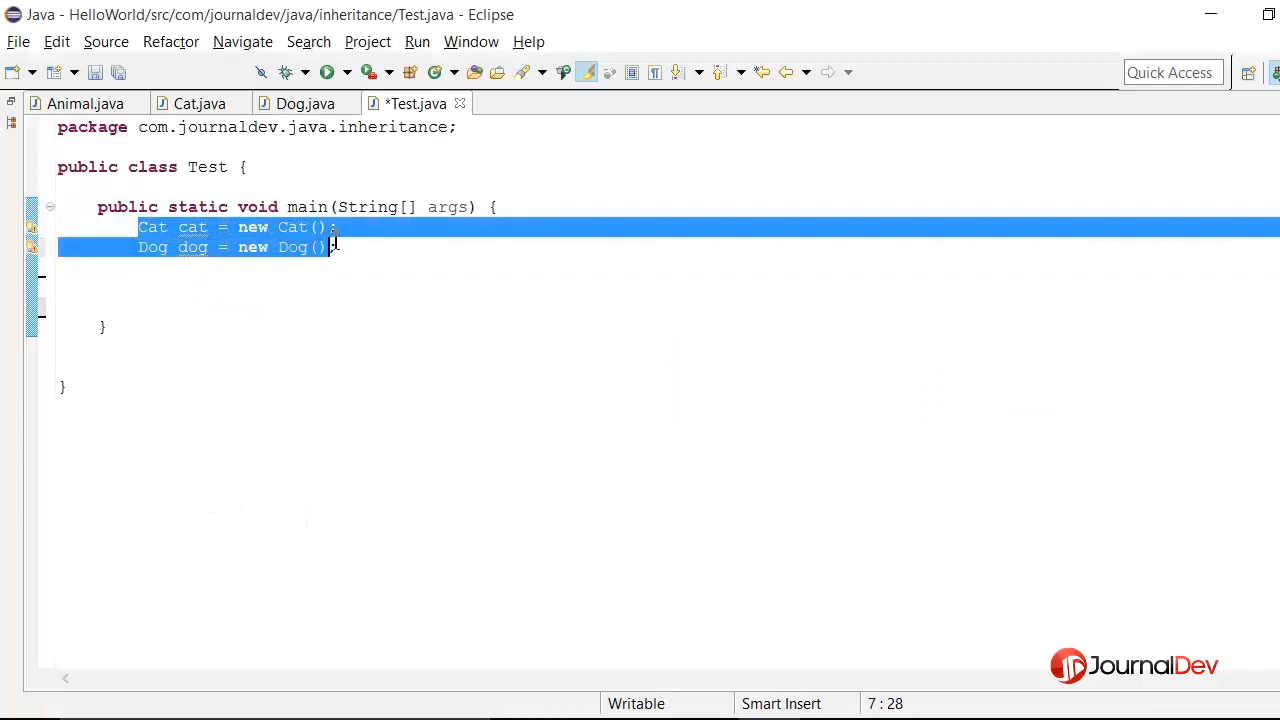 Java - HelloWorld/src/com/journaldev/java/inheritance/Test.java - Eclipse
File Edit Source Refactor Navigate Search Project Run Window Help
Quick Access
Animal.java Cat.java Dog.java *Test.java
package com.journaldev.java.inheritance;
public class Test {
public static void main(String[] args) {
Cat cat = new Cat();
Dog dog = new Dog();
}
}
JournalDev
Writable Smart Insert 7 : 28